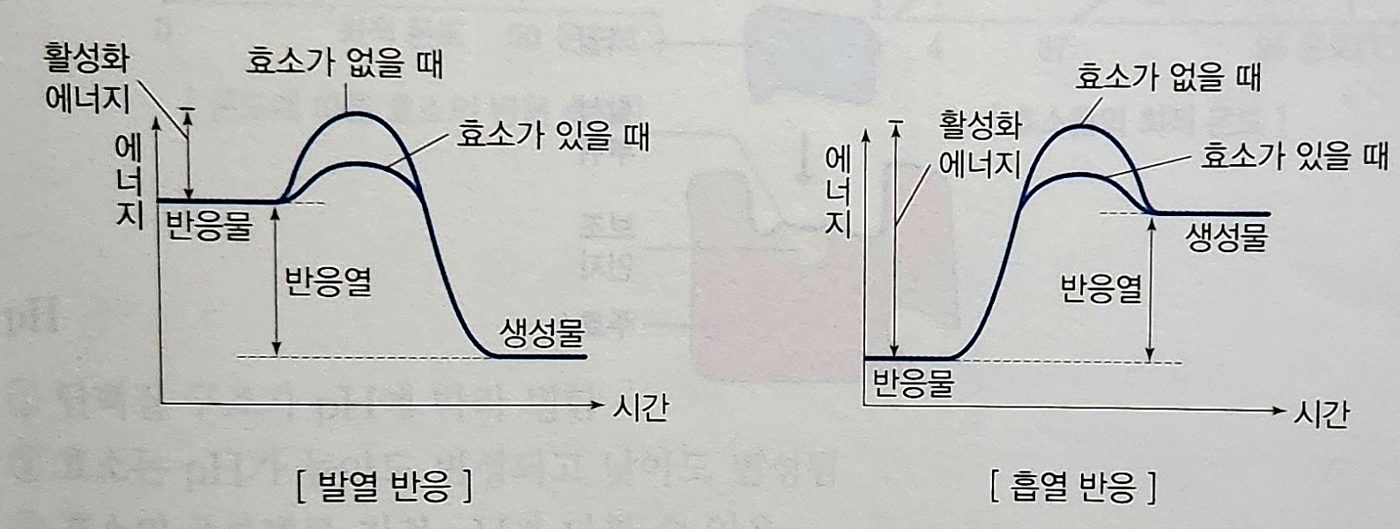 활성화
에너지
효소가 없을 때
효소가 있을 때
에너지
반응물
반응열
생성물
시간
[ 발열 반응 ]
효소가 없을 때
활성화
에너지
효소가 있을 때
에너지
생성물
반응열
반응물
시간
[ 흡열 반응 ]